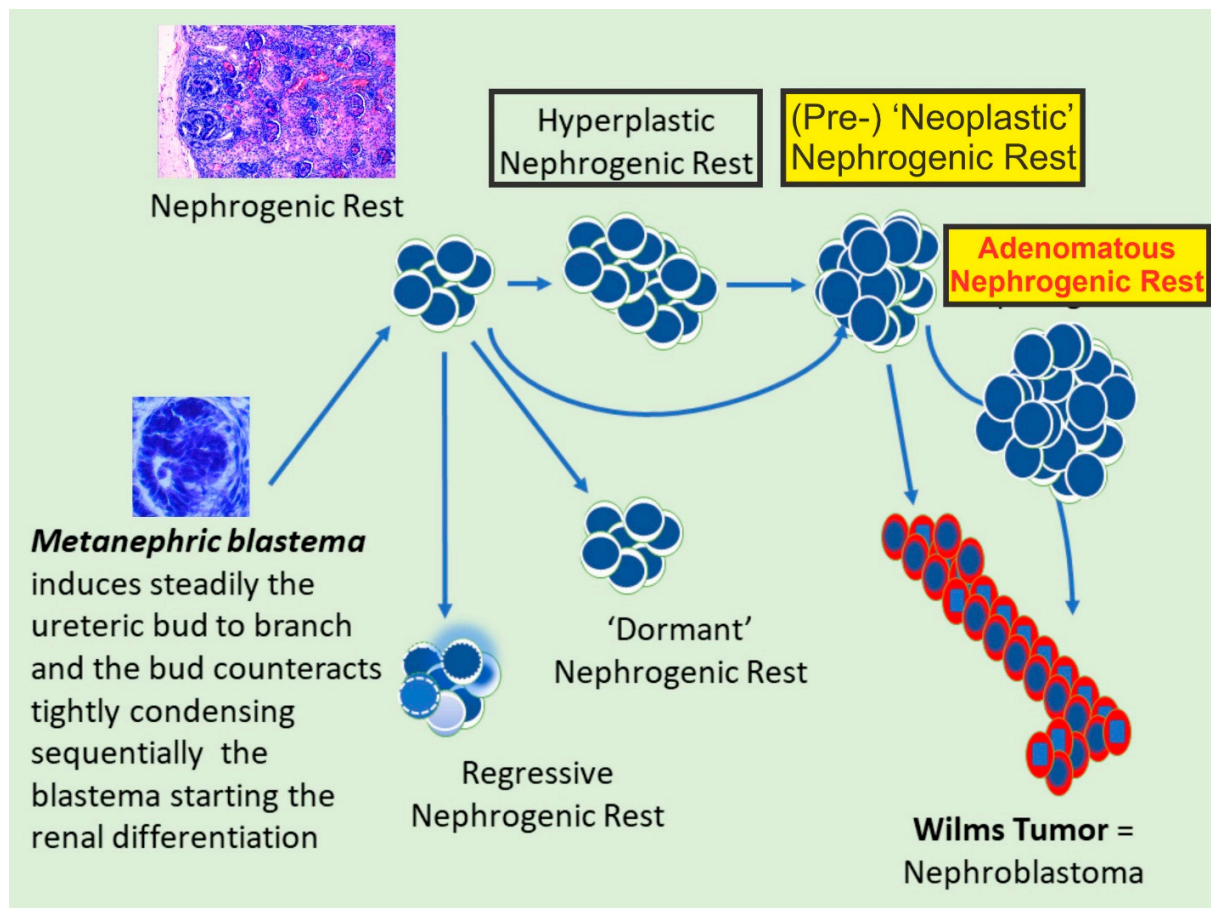 Nephrogenic Rest
Hyperplastic
Nephrogenic Rest
(Pre-) ‘Neoplastic’
Nephrogenic Rest
Adenomatous
Nephrogenic Rest
Metanephric blastema
induces steadily the
ureteric bud to branch
and the bud counteracts
tightly condensing
sequentially the
blastema starting the
renal differentiation
‘Dormant’
Nephrogenic Rest
Regressive
Nephrogenic Rest
Wilms Tumor =
Nephroblastoma